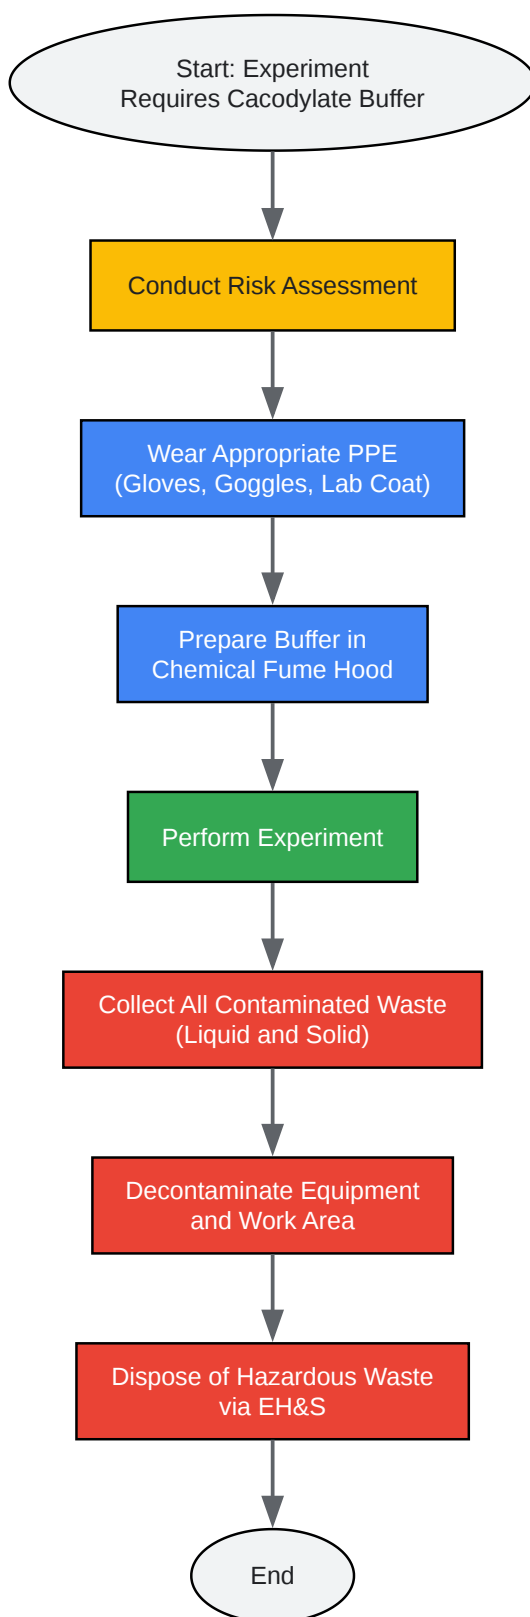 Start: Experiment
Requires Cacodylate Buffer
Conduct Risk Assessment
Wear Appropriate PPE
(Gloves, Goggles, Lab Coat)
Prepare Buffer in
Chemical Fume Hood
Perform Experiment
Collect All Contaminated Waste
(Liquid and Solid)
Decontaminate Equipment
and Work Area
Dispose of Hazardous Waste
via EH&S
End